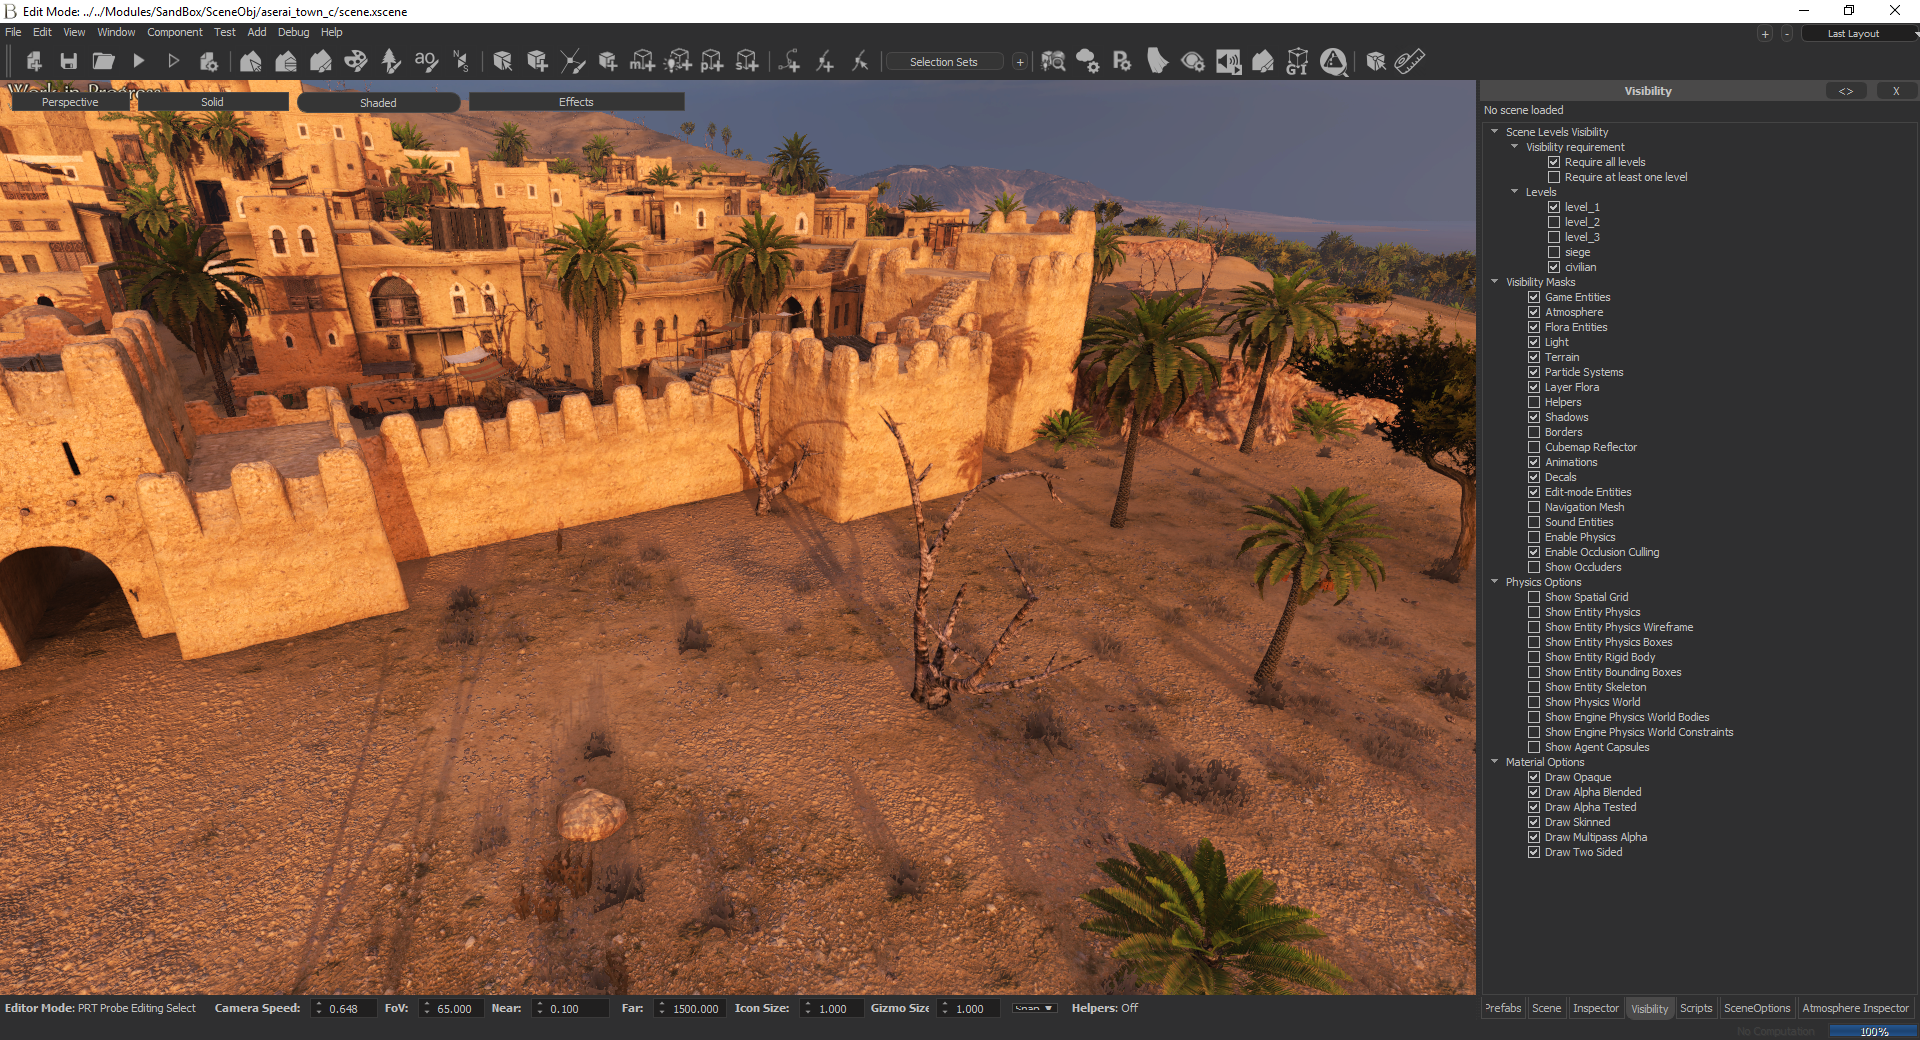 Edit Mode: ../../Modules/SandBox/SceneObj/aserai_town_c/scene.xscene
File Edit View Window Component Test Add Debug Help
+ - Last Layout
Selection Sets +
Work in Progress
Perspective Solid Shaded Effects
Visibility <> X
No scene loaded
Scene Levels Visibility
Visibility requirement
Require all levels
Require at least one level
Levels
level_1
level_2
level_3
siege
civilian
Visibility Masks
Game Entities
Atmosphere
Flora Entities
Light
Terrain
Particle Systems
Layer Flora
Helpers
Shadows
Borders
Cubemap Reflector
Animations
Decals
Edit-mode Entities
Navigation Mesh
Sound Entities
Enable Physics
Enable Occlusion Culling
Show Occluders
Physics Options
Show Spatial Grid
Show Entity Physics
Show Entity Physics Wireframe
Show Entity Physics Boxes
Show Entity Rigid Body
Show Entity Bounding Boxes
Show Entity Skeleton
Show Physics World
Show Engine Physics World Bodies
Show Engine Physics World Constraints
Show Agent Capsules
Material Options
Draw Opaque
Draw Alpha Blended
Draw Alpha Tested
Draw Skinned
Draw Multipass Alpha
Draw Two Sided
Editor Mode: PRT Probe Editing Select Camera Speed: 0.648 FoV: 65.000 Near: 0.100 Far: 1500.000 Icon Size: 1.000 Gizmo Size 1.000 Snap Helpers: Off
Prefabs Scene Inspector Visibility Scripts SceneOptions Atmosphere Inspector
No Computation 100%